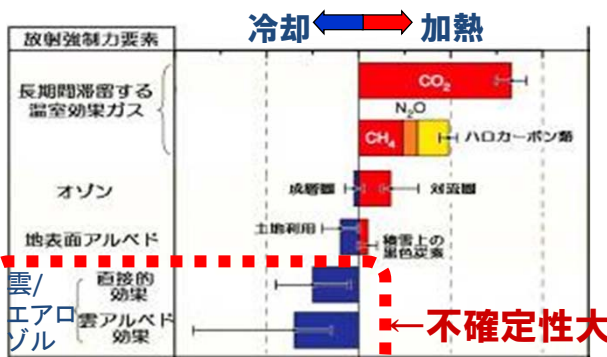 冷却 加熱
放射強制力要素
長期間滞留する
温室効果ガス
CO2
N2O
CH4
ハロカーボン類
オゾン
成層圏
対流圏
地表面アルベド
土地利用
積雪上の
黒色炭素
雲/
エアロ
ゾル
直接的
効果
雲アルベド
効果
←不確定性大